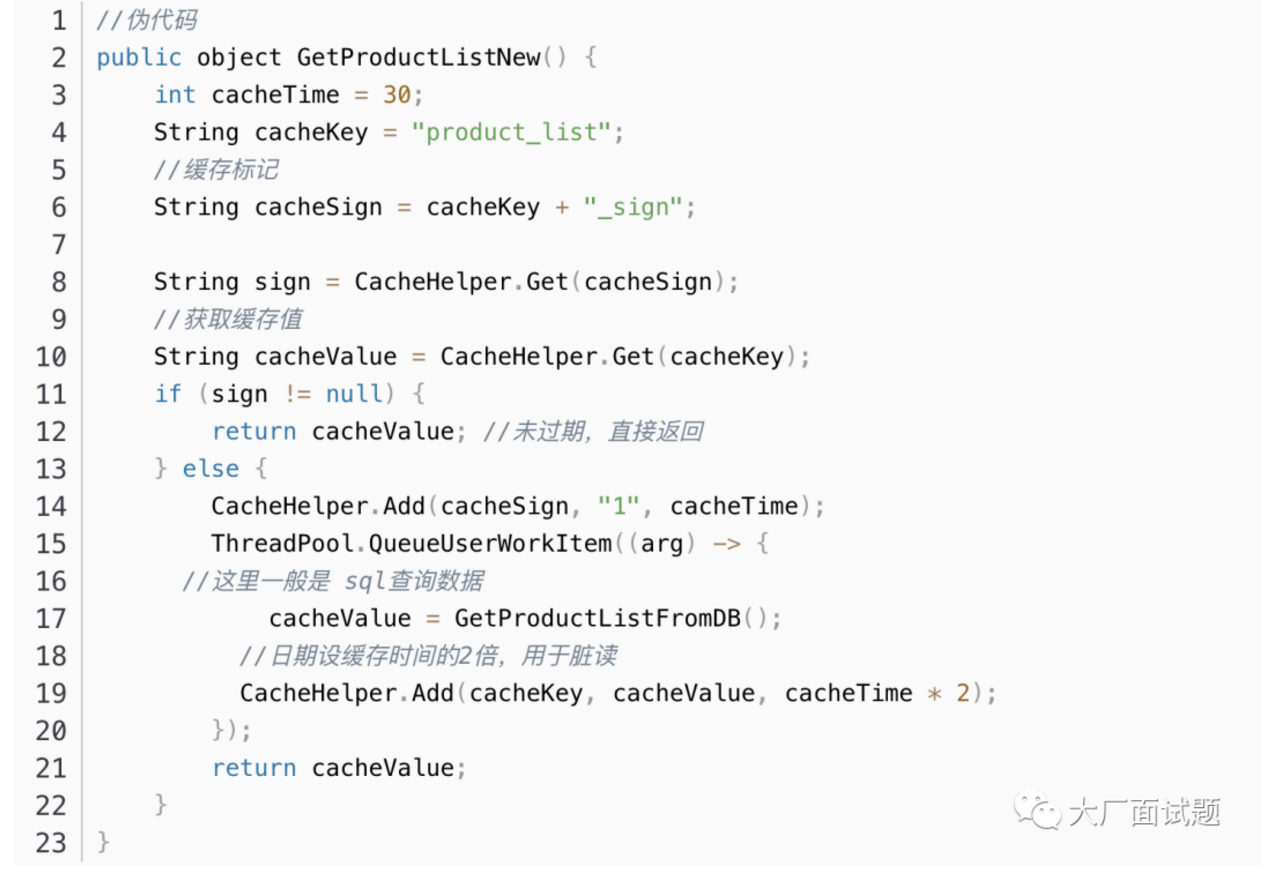 1 //伪代码
2 public object GetProductListNew() {
3     int cacheTime = 30;
4     String cacheKey = "product_list";
5     //缓存标记
6     String cacheSign = cacheKey + "_sign";
7
8     String sign = CacheHelper.Get(cacheSign);
9     //获取缓存值
10     String cacheValue = CacheHelper.Get(cacheKey);
11     if (sign != null) {
12         return cacheValue; //未过期，直接返回
13     } else {
14         CacheHelper.Add(cacheSign, "1", cacheTime);
15         ThreadPool.QueueUserWorkItem((arg) -> {
16       //这里一般是 sql查询数据
17             cacheValue = GetProductListFromDB();
18           //日期设缓存时间的2倍，用于脏读
19           CacheHelper.Add(cacheKey, cacheValue, cacheTime * 2);
20         });
21         return cacheValue;
22     }
23 }
大厂面试题